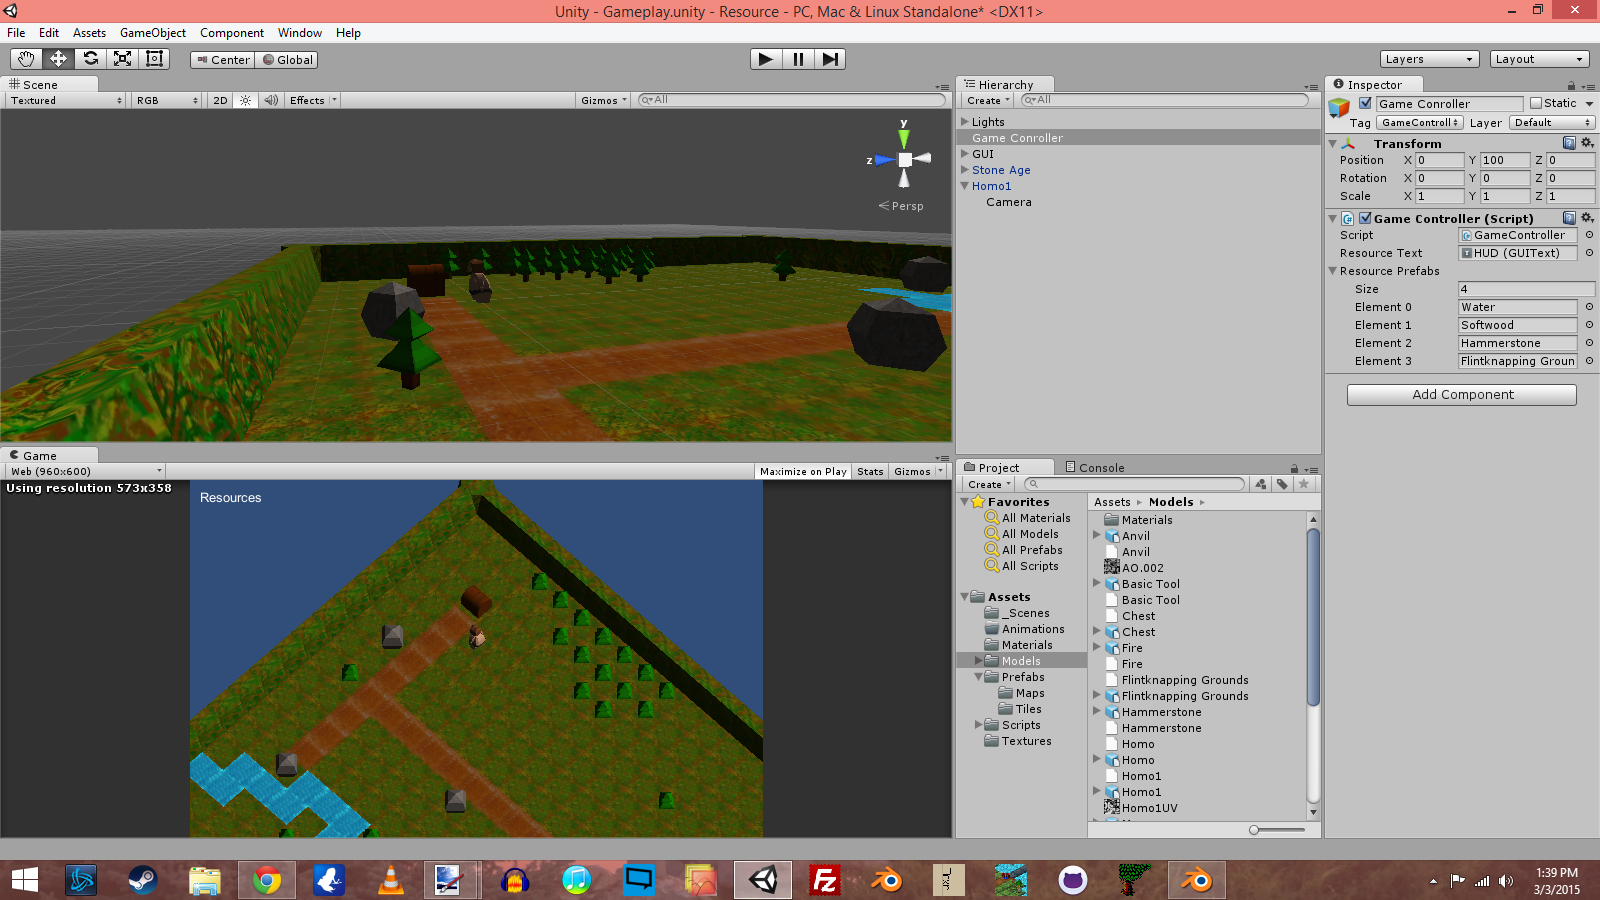 Unity - Gameplay.unity - Resource - PC, Mac & Linux Standalone* <DX11>
File Edit Assets GameObject Component Window Help
Center Global Layers Layout
Scene
Textured RGB 2D Effects Gizmos All
y
z
Persp
Game
Web (960x600) Maximize on Play Stats Gizmos
Using resolution 573x358
Resources
Hierarchy
Create All
Lights
Game Conroller
GUI
Stone Age
Homo1
Camera
Project Console
Create
Favorites
All Materials
All Models
All Prefabs
All Scripts
Assets
_Scenes
Animations
Materials
Models
Prefabs
Maps
Tiles
Scripts
Textures
Assets Models
Materials
Anvil
Anvil
AO.002
Basic Tool
Basic Tool
Chest
Chest
Fire
Fire
Flintknapping Grounds
Flintknapping Grounds
Hammerstone
Hammerstone
Homo
Homo
Homo1
Homo1
Homo1UV
Inspector
Game Conroller Static
Tag GameControll Layer Default
Transform
Position X 0 Y 100 Z 0
Rotation X 0 Y 0 Z 0
Scale X 1 Y 1 Z 1
Game Controller (Script)
Script GameController
Resource Text HUD (GUIText)
Resource Prefabs
Size 4
Element 0 Water
Element 1 Softwood
Element 2 Hammerstone
Element 3 Flintknapping Groun
Add Component
1:39 PM
3/3/2015